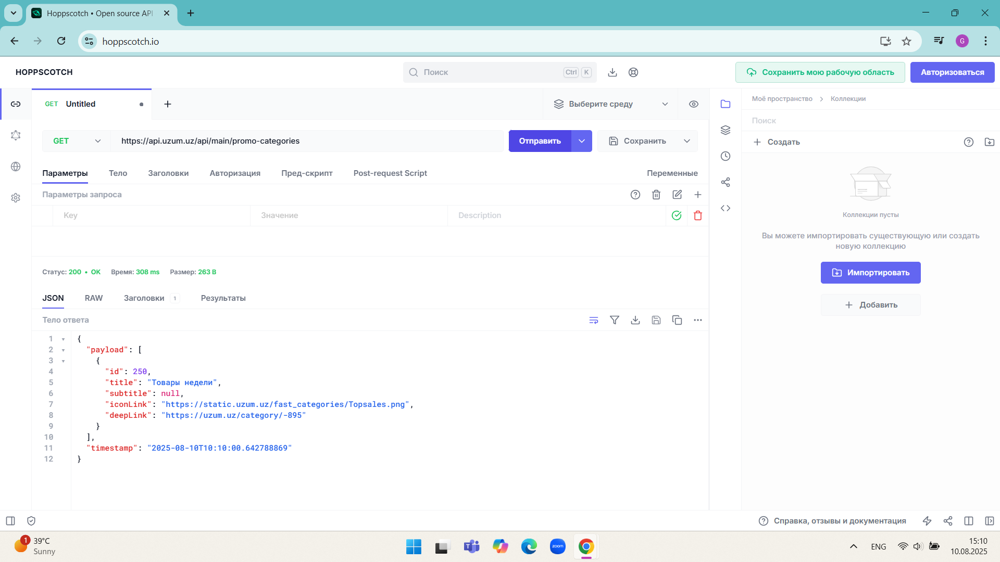 Hoppscotch • Open source API
hoppscotch.io
G
HOPPSCOTCH
Поиск
Ctrl K
Сохранить мою рабочую область
Авторизоваться
GET Untitled
Выберите среду
Моё пространство
Коллекции
Поиск
GET
https://api.uzum.uz/api/main/promo-categories
Отправить
Сохранить
Создать
Параметры
Тело
Заголовки
Авторизация
Пред-скрипт
Post-request Script
Переменные
Параметры запроса
Key
Значение
Description
Коллекции пусты
Вы можете импортировать существующую или создать
новую коллекцию
Импортировать
Добавить
Статус: 200 • OK Время: 308 ms Размер: 263 B
JSON
RAW
Заголовки 1
Результаты
Тело ответа
1 {
2 "payload": [
3 {
4 "id": 250,
5 "title": "Товары недели",
6 "subtitle": null,
7 "iconLink": "https://static.uzum.uz/fast_categories/Topsales.png",
8 "deepLink": "https://uzum.uz/category/-895"
9 }
10 ],
11 "timestamp": "2025-08-10T10:10:00.642788869"
12 }
Справка, отзывы и документация
1
39°C
Sunny
zoom
ENG
15:10
10.08.2025